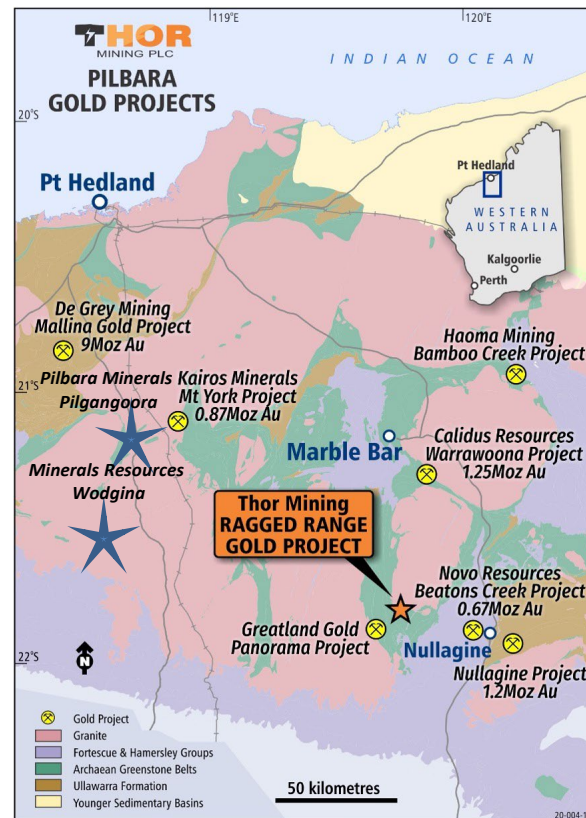 119°E
120°E
THOR
MINING PLC
PILBARA
GOLD PROJECTS
INDIAN OCEAN
20°S
Pt Hedland
Pt Hedland
WESTERN
AUSTRALIA
Kalgoorlie
Perth
De Grey Mining
Mallina Gold Project
9Moz Au
Haoma Mining
Bamboo Creek Project
21°S
Pilbara Minerals
Pilgangoora
Kairos Minerals
Mt York Project
0.87Moz Au
Marble Bar
Calidus Resources
Warrawoona Project
1.25Moz Au
Minerals Resources
Wodgina
Thor Mining
RAGGED RANGE
GOLD PROJECT
Novo Resources
Beatons Creek Project
0.67Moz Au
Greatland Gold
Panorama Project
Nullagine
Nullagine Project
1.2Moz Au
22°S
N
Gold Project
Granite
Fortescue & Hamersley Groups
Archaean Greenstone Belts
Ullawarra Formation
Younger Sedimentary Basins
50 kilometres